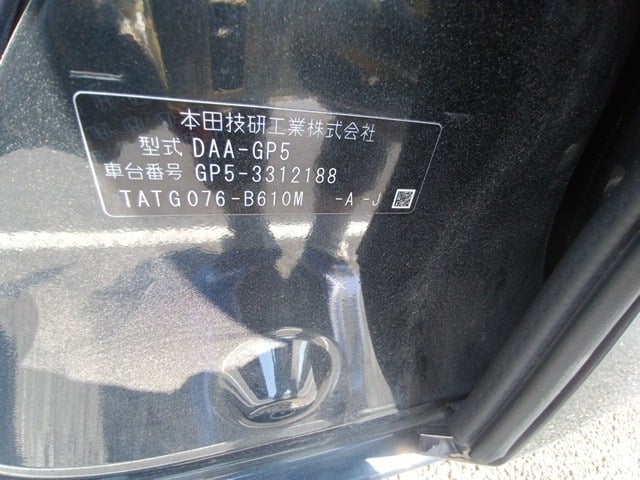 本田技研工業株式会社
型式 DAA-GP5
車台番号 GP5-3312188
TATG076-B610M -A -J